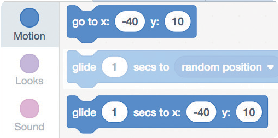 Motion
go to x: -40 y: 10
glide 1 secs to random position
Looks
glide 1 secs to x: -40 y: 10
Sound